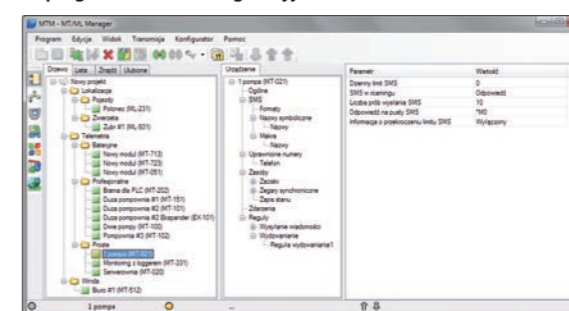 MTM - MT/ML Manager
Program Edycja Widok Transmisja Konfigurator Pomoc
Drzewo Lista Znajdź Ulubione
Nowy projekt
Lokalizacja
Pojazdy
Polonez (ML-231)
Zwierzeta
Żubr #1 (ML-931)
Telemetria
Bateryjne
Nowy moduł (MT-713)
Nowy moduł (MT-723)
Nowy moduł (MT-051)
Profesjonalne
Brama dla PLC (MT-202)
Duża pompownia #1 (MT-151)
Duża pompownia #2 (MT-101)
Duża pompownia #2 Ekspander (EX-101)
Dwie pompy (MT-100)
Pompownia #3 (MT-102)
Proste
1 pompa (MT-021)
Monitoring z loggerem (MT-331)
Serwerownia (MT-020)
Winda
Biuro #1 (MT-512)
Urządzenie
1 pompa (MT-021)
Ogólne
SMS
Formaty
Nazwy symboliczne
Nazwy
Makra
Nazwy
Uprawnione numery
Telefon
Zasoby
Zaciski
Zegary synchroniczne
Zapis stanu
Zdarzenia
Reguły
Wysyłanie wiadomości
Wydzwanianie
Reguła wydzwaniania1
Parametr Wartość
Dzienny limit SMS 0
SMS w roamingu Odpowiedź
Liczba prób wysłania SMS 10
Odpowiedź na pusty SMS *M0
Informacja o przekroczeniu limitu SMS Wyłączony
1 pompa